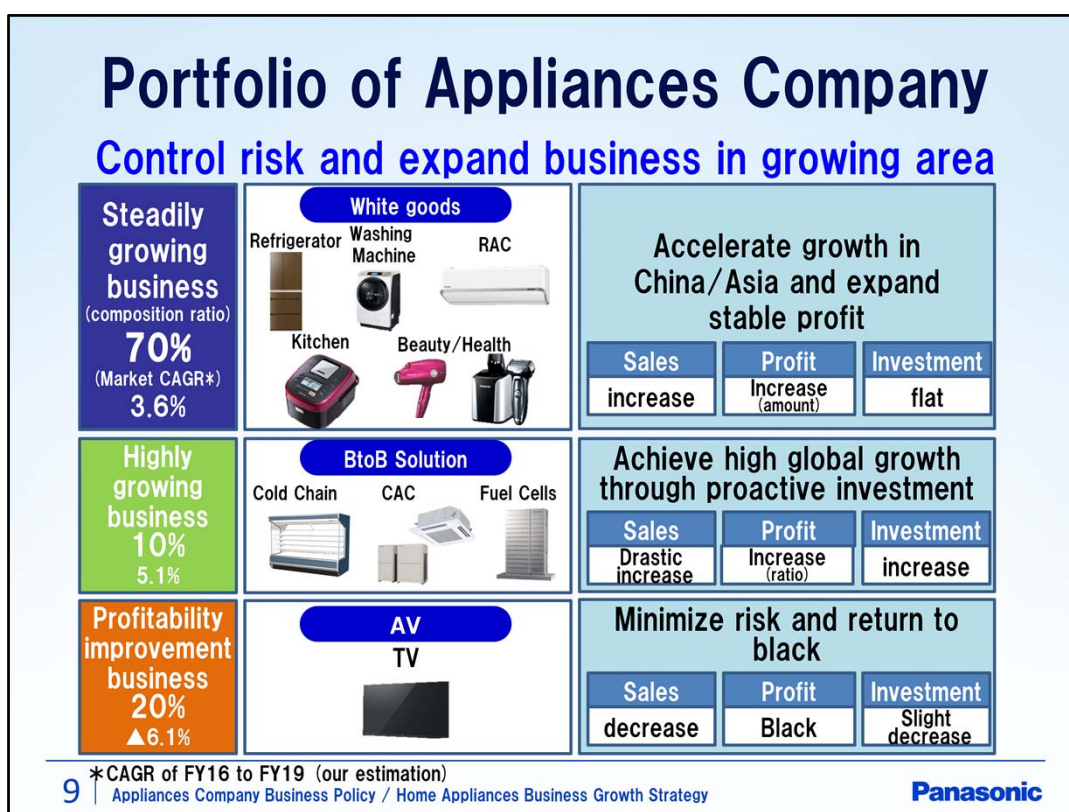 Portfolio of Appliances Company
Control risk and expand business in growing area
Steadily
growing
business
(composition ratio)
70%
(Market CAGR*)
3.6%
White goods
Refrigerator
Washing
Machine
RAC
Kitchen
Beauty/Health
Accelerate growth in
China/Asia and expand
stable profit
Sales
Profit
Investment
increase
Increase
(amount)
flat
Highly
growing
business
10%
5.1%
BtoB Solution
Cold Chain
CAC
Fuel Cells
Achieve high global growth
through proactive investment
Sales
Profit
Investment
Drastic
increase
Increase
(ratio)
increase
Profitability
improvement
business
20%
▲6.1%
AV
TV
Minimize risk and return to
black
Sales
Profit
Investment
decrease
Black
Slight
decrease
*CAGR of FY16 to FY19 (our estimation)
9
Appliances Company Business Policy / Home Appliances Business Growth Strategy
Panasonic